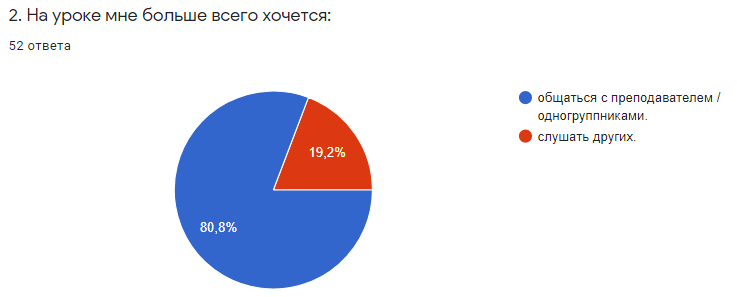 2. На уроке мне больше всего хочется:
52 ответа
общаться с преподавателем /
одногруппниками.
слушать других.
19,2%
80,8%